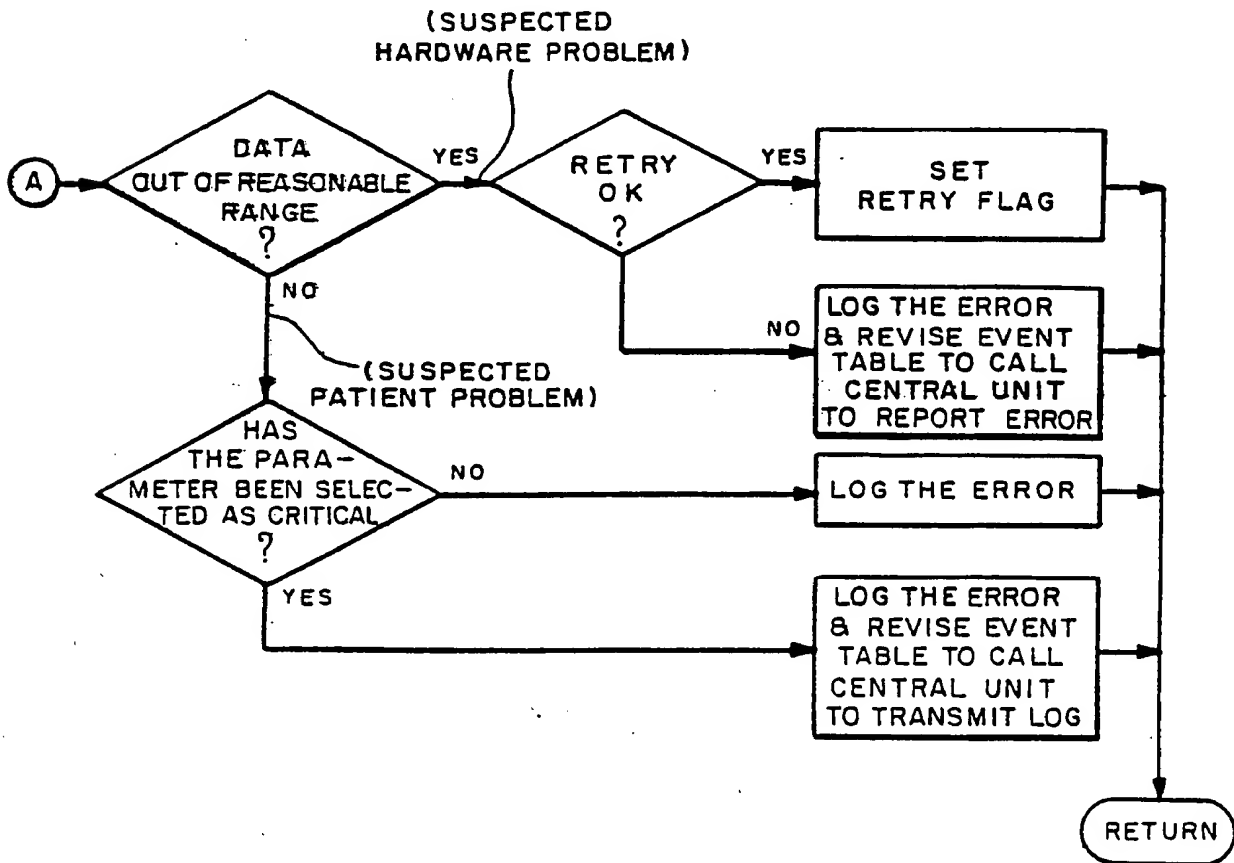 (SUSPECTED
HARDWARE PROBLEM)
A
DATA
OUT OF REASONABLE
RANGE
?
YES
RETRY
OK
?
YES
SET
RETRY FLAG
NO
NO
LOG THE ERROR
& REVISE EVENT
TABLE TO CALL
CENTRAL UNIT
TO REPORT ERROR
(SUSPECTED
PATIENT PROBLEM)
HAS
THE PARA-
METER BEEN SELEC-
TED AS CRITICAL
?
NO
LOG THE ERROR
YES
LOG THE ERROR
& REVISE EVENT
TABLE TO CALL
CENTRAL UNIT
TO TRANSMIT LOG
RETURN